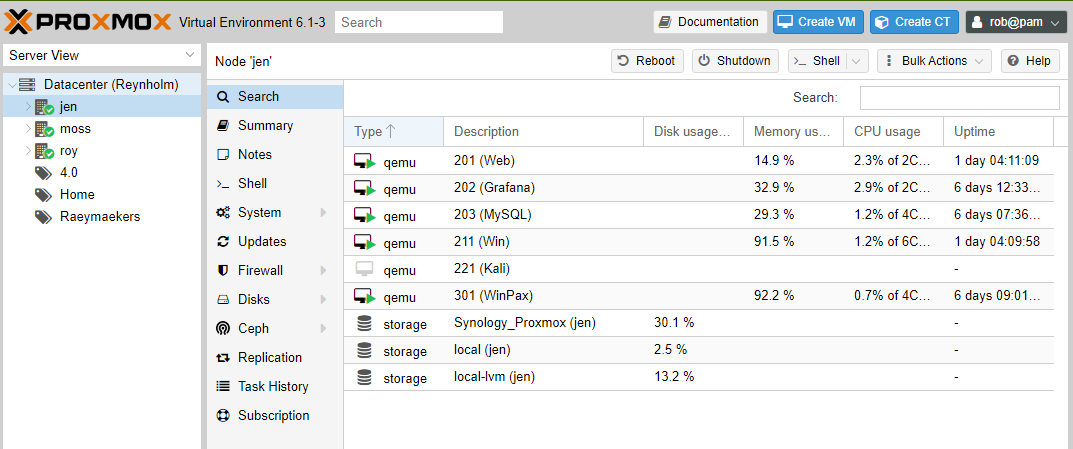 PROXMOX Virtual Environment 6.1-3 Search Documentation Create VM Create CT rob@pam
Server View
Datacenter (Reynholm)
jen
moss
roy
4.0
Home
Raeymaekers
Node 'jen' Reboot Shutdown >_ Shell Bulk Actions Help
Search
Summary
Notes
>_ Shell
System
Updates
Firewall
Disks
Ceph
Replication
Task History
Subscription
Search:
Type Description Disk usage... Memory us... CPU usage Uptime
qemu 201 (Web) 14.9 % 2.3% of 2C... 1 day 04:11:09
qemu 202 (Grafana) 32.9 % 2.9% of 2C... 6 days 12:33...
qemu 203 (MySQL) 29.3 % 1.2% of 4C... 6 days 07:36...
qemu 211 (Win) 91.5 % 1.2% of 6C... 1 day 04:09:58
qemu 221 (Kali) -
qemu 301 (WinPax) 92.2 % 0.7% of 4C... 6 days 09:01...
storage Synology_Proxmox (jen) 30.1 % -
storage local (jen) 2.5 % -
storage local-lvm (jen) 13.2 % -